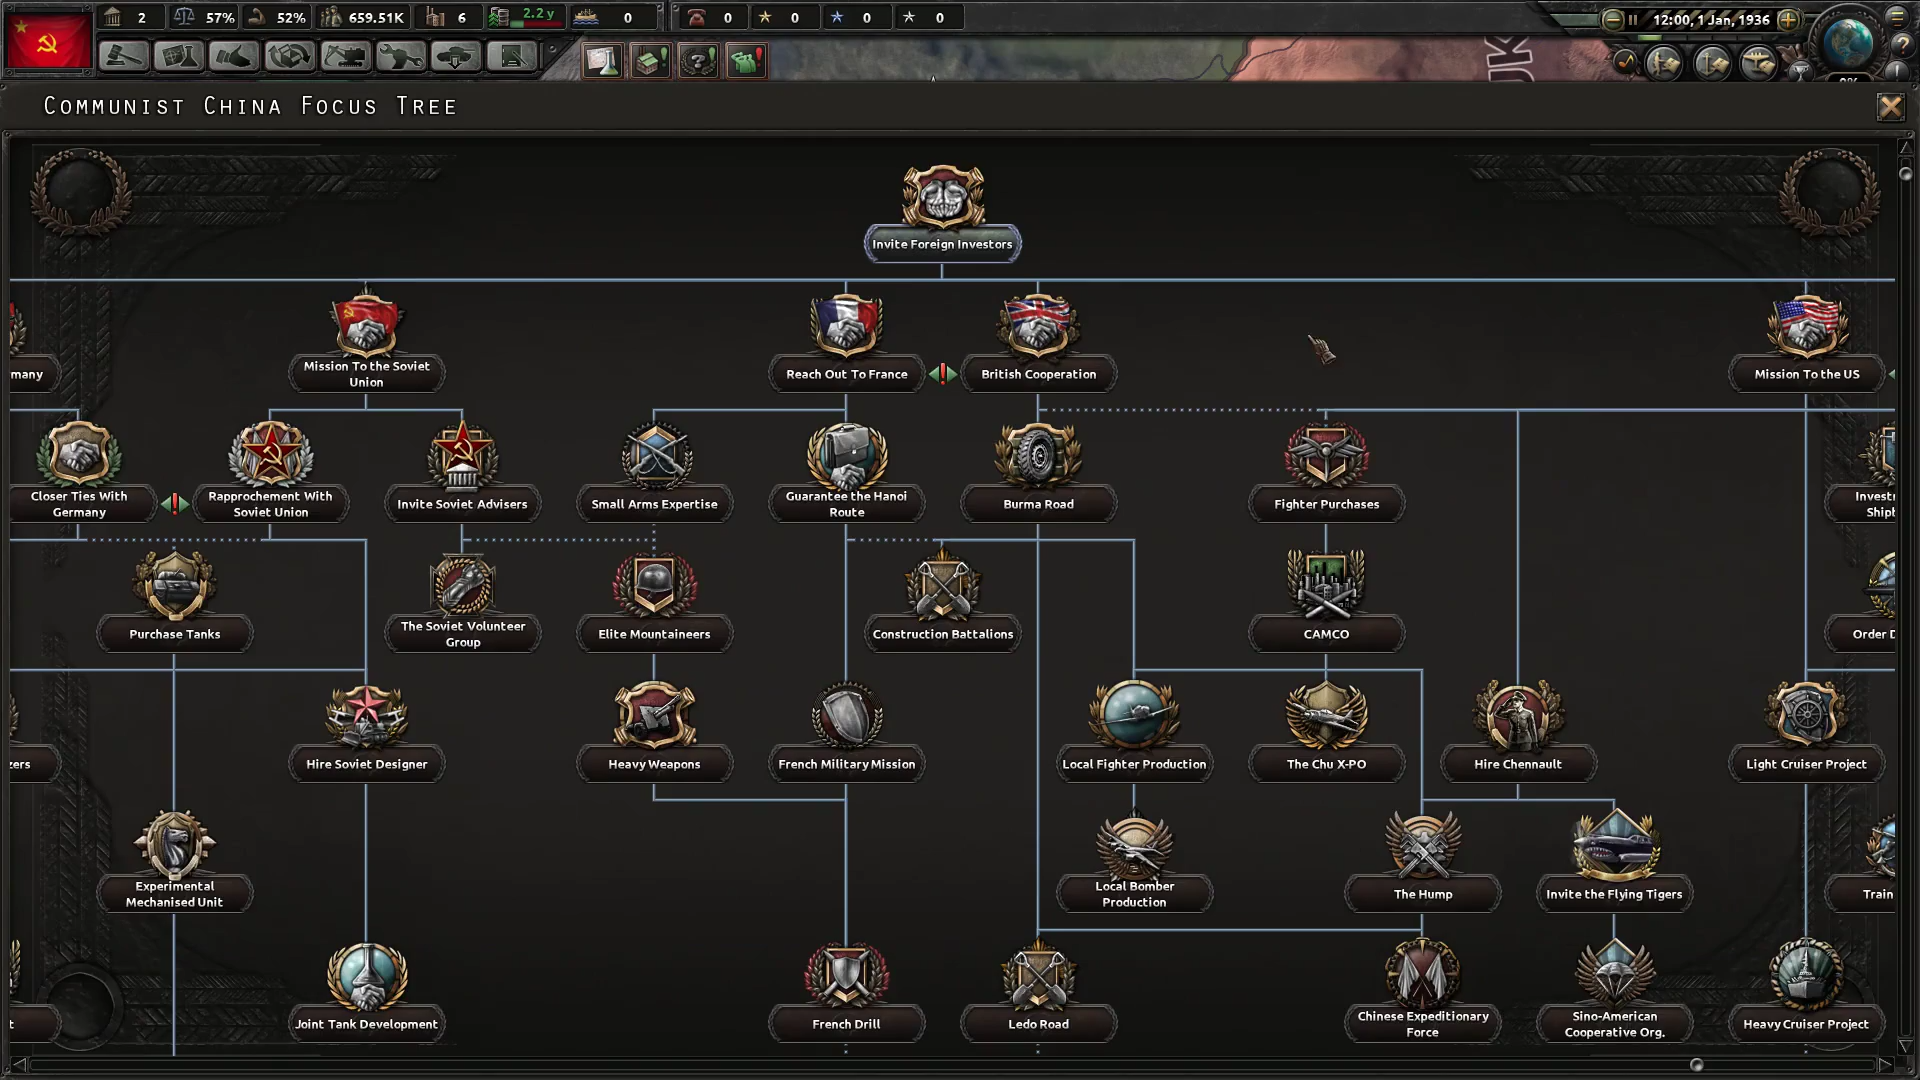 2
57%
52%
659.51K
6
2.2 y
0
0
0
0
0
12:00, 1 Jan, 1936
UK
Communist China Focus Tree
Invite Foreign Investors
many
Mission To the Soviet
Union
Reach Out To France
British Cooperation
Mission To the US
Closer Ties With
Germany
Rapprochement With
Soviet Union
Invite Soviet Advisers
Small Arms Expertise
Guarantee the Hanoi
Route
Burma Road
Fighter Purchases
Invest
Shipb
Purchase Tanks
The Soviet Volunteer
Group
Elite Mountaineers
Construction Battalions
CAMCO
Order D
zers
Hire Soviet Designer
Heavy Weapons
French Military Mission
Local Fighter Production
The Chu X-PO
Hire Chennault
Light Cruiser Project
Experimental
Mechanised Unit
Local Bomber
Production
The Hump
Invite the Flying Tigers
Train
t
Joint Tank Development
French Drill
Ledo Road
Chinese Expeditionary
Force
Sino-American
Cooperative Org.
Heavy Cruiser Project